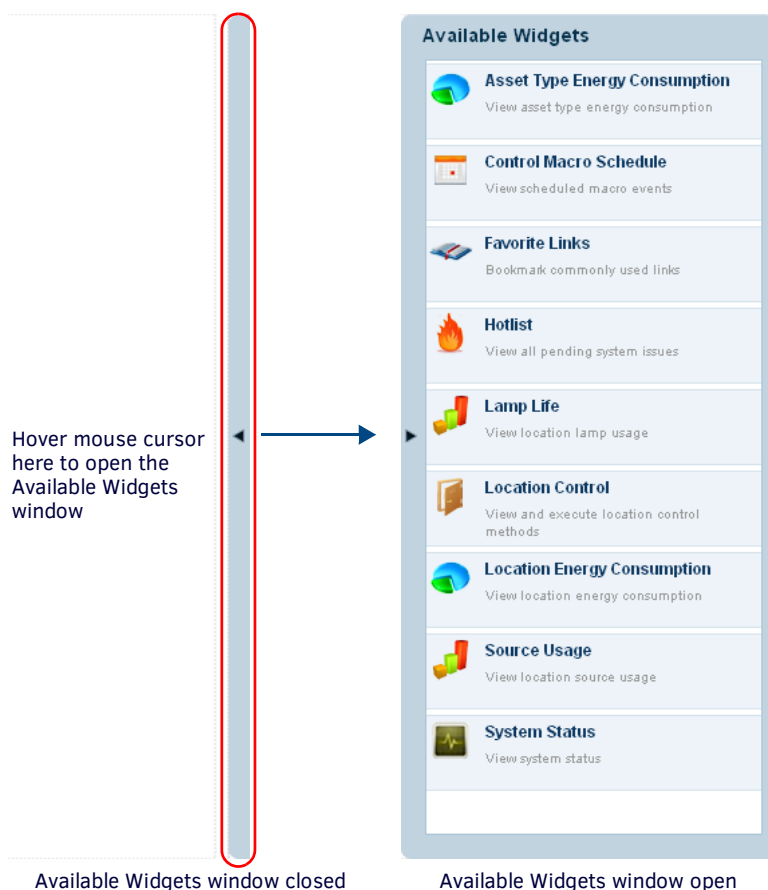 Hover mouse cursor
here to open the
Available Widgets
window
Available Widgets window closed
Available Widgets
Asset Type Energy Consumption
View asset type energy consumption
Control Macro Schedule
View scheduled macro events
Favorite Links
Bookmark commonly used links
Hotlist
View all pending system issues
Lamp Life
View location lamp usage
Location Control
View and execute location control
methods
Location Energy Consumption
View location energy consumption
Source Usage
View location source usage
System Status
View system status
Available Widgets window open